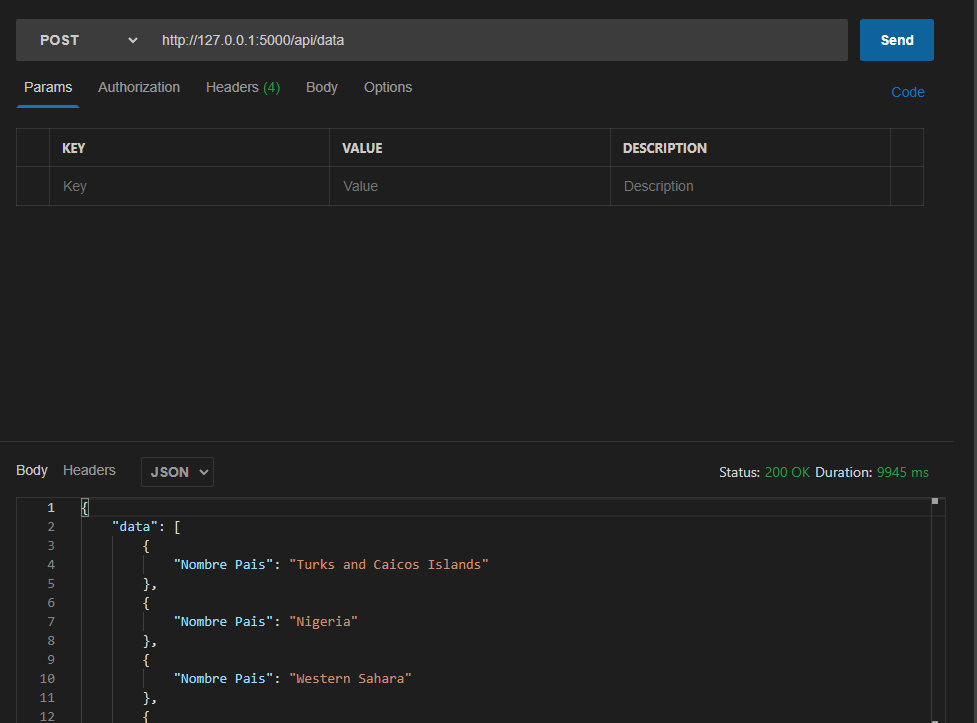 POST http://127.0.0.1:5000/api/data Send
Params Authorization Headers (4) Body Options Code
KEY VALUE DESCRIPTION
Key Value Description
Body Headers JSON Status: 200 OK Duration: 9945 ms
1 {
2 "data": [
3 {
4 "Nombre Pais": "Turks and Caicos Islands"
5 },
6 {
7 "Nombre Pais": "Nigeria"
8 },
9 {
10 "Nombre Pais": "Western Sahara"
11 },
12 {